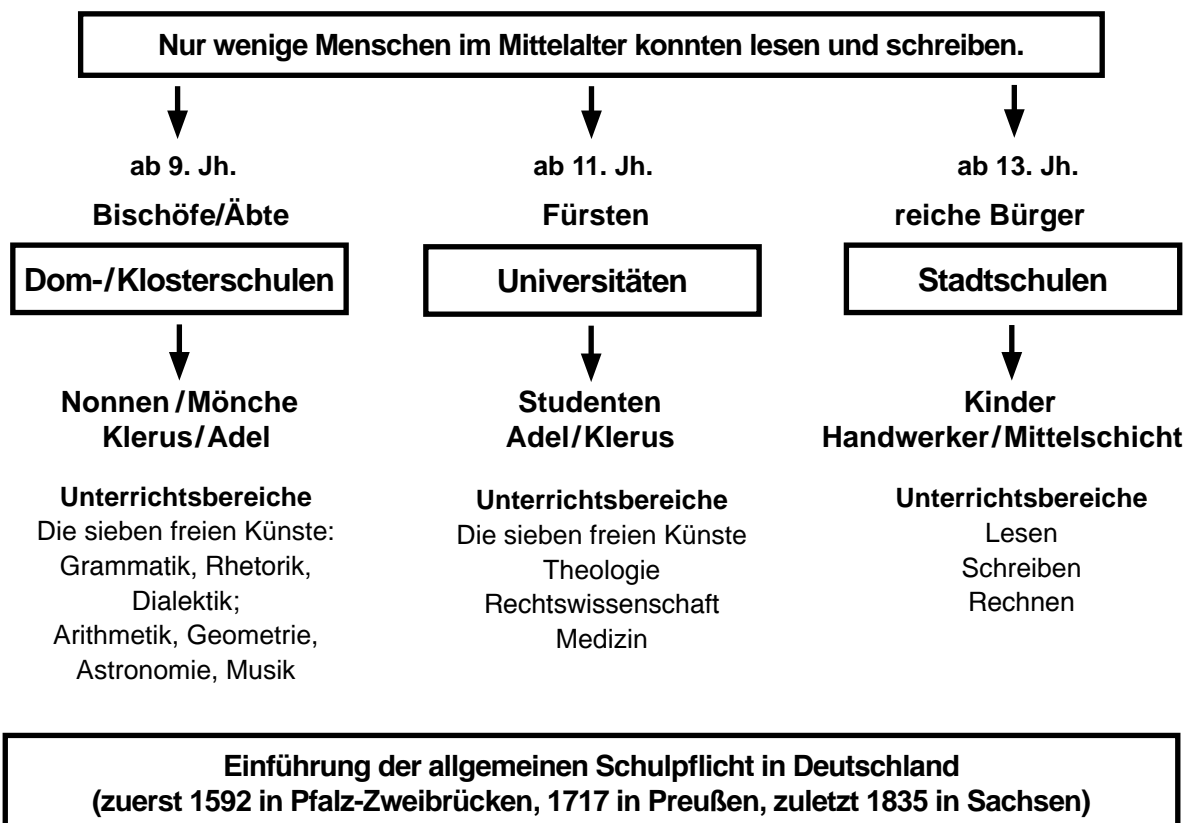 Nur wenige Menschen im Mittelalter konnten lesen und schreiben.
ab 9. Jh.
Bischöfe/Äbte
Dom-/Klosterschulen
Nonnen/Mönche
Klerus/Adel
Unterrichtsbereiche
Die sieben freien Künste:
Grammatik, Rhetorik,
Dialektik;
Arithmetik, Geometrie,
Astronomie, Musik
ab 11. Jh.
Fürsten
Universitäten
Studenten
Adel/Klerus
Unterrichtsbereiche
Die sieben freien Künste
Theologie
Rechtswissenschaft
Medizin
ab 13. Jh.
reiche Bürger
Stadtschulen
Kinder
Handwerker/Mittelschicht
Unterrichtsbereiche
Lesen
Schreiben
Rechnen
Einführung der allgemeinen Schulpflicht in Deutschland
(zuerst 1592 in Pfalz-Zweibrücken, 1717 in Preußen, zuletzt 1835 in Sachsen)